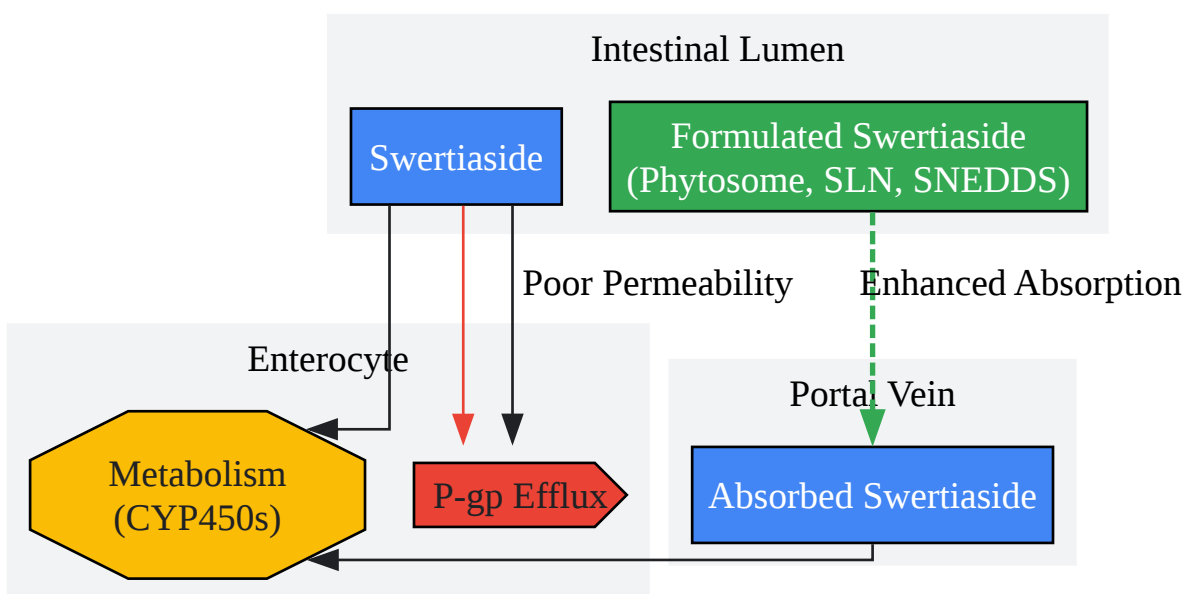 Intestinal Lumen
Swertiaside
Formulated Swertiaside
(Phytosome, SLN, SNEDDS)
Poor Permeability
Enhanced Absorption
Enterocyte
Portal Vein
Metabolism
(CYP450s)
P-gp Efflux
Absorbed Swertiaside